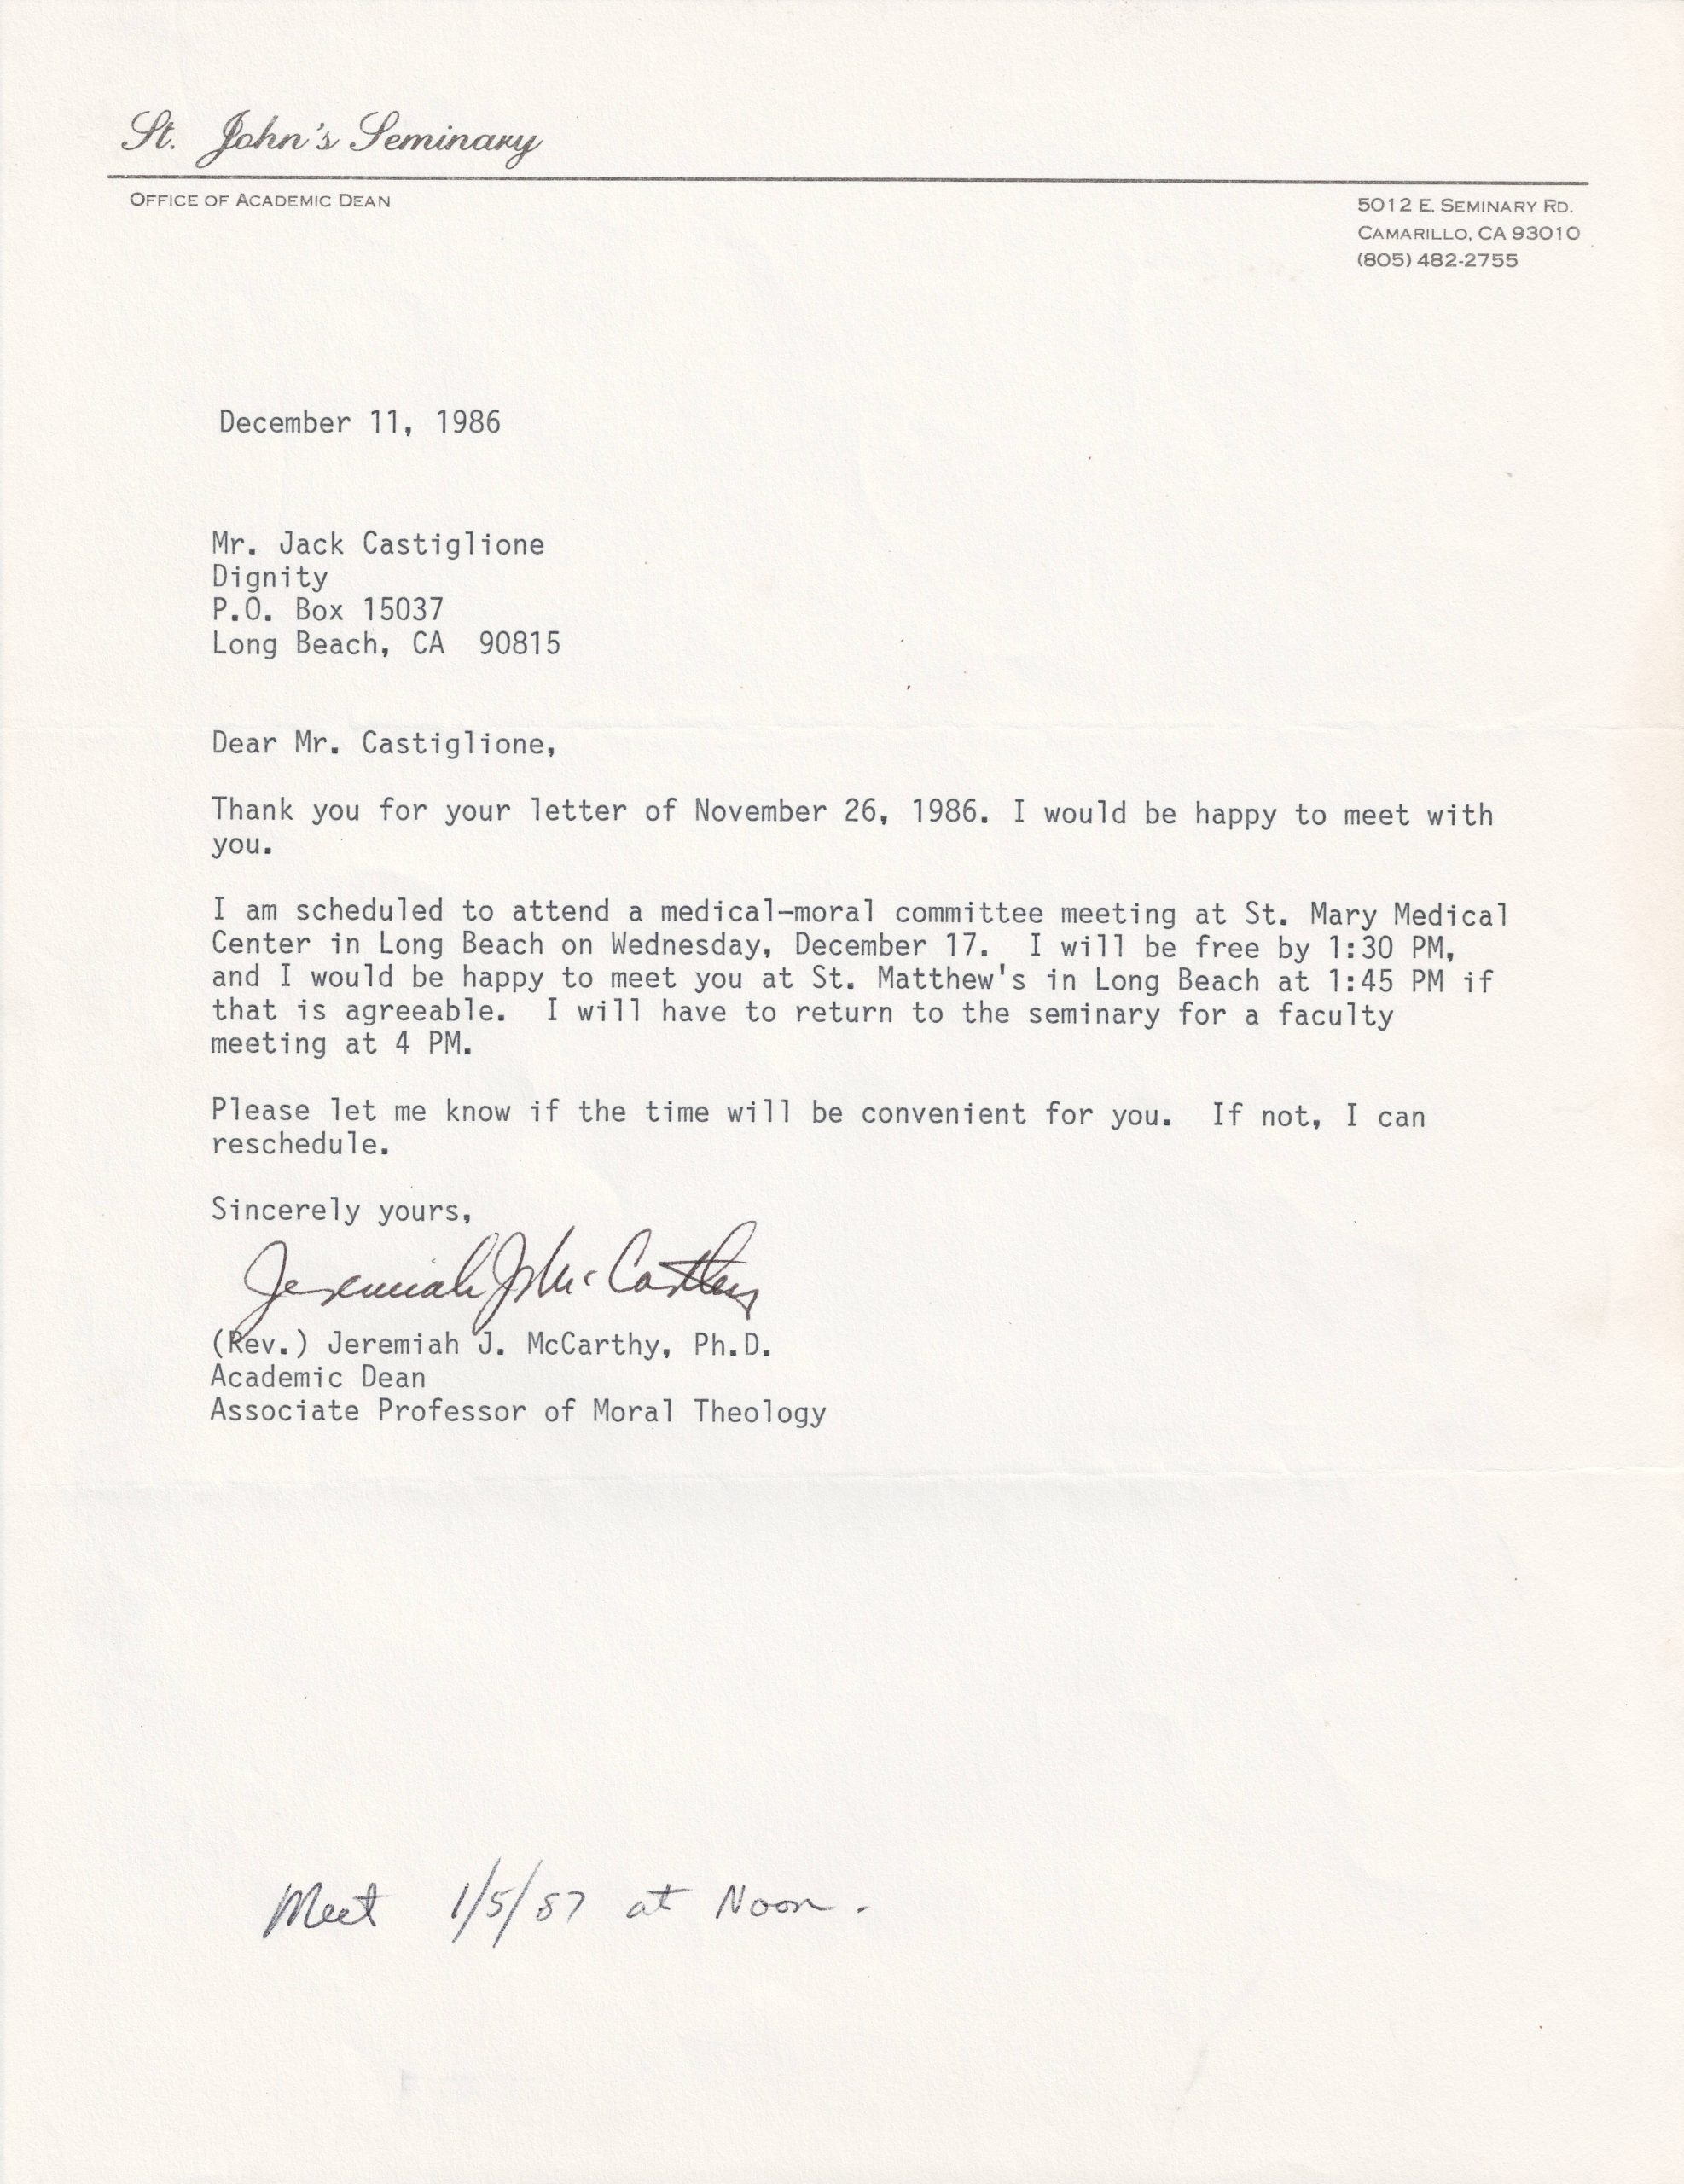 St. John's Seminary
OFFICE OF ACADEMIC DEAN
5012 E. SEMINARY RD.
CAMARILLO, CA 93010
(805) 482-2755
December 11, 1986
Mr. Jack Castiglione
Dignity
P.O. Box 15037
Long Beach, CA  90815
Dear Mr. Castiglione,
Thank you for your letter of November 26, 1986. I would be happy to meet with
you.
I am scheduled to attend a medical-moral committee meeting at St. Mary Medical
Center in Long Beach on Wednesday, December 17.  I will be free by 1:30 PM,
and I would be happy to meet you at St. Matthew's in Long Beach at 1:45 PM if
that is agreeable.  I will have to return to the seminary for a faculty
meeting at 4 PM.
Please let me know if the time will be convenient for you.  If not, I can
reschedule.
Sincerely yours,
Jeremiah J. McCarthy
(Rev.) Jeremiah J. McCarthy, Ph.D.
Academic Dean
Associate Professor of Moral Theology
Meet 1/5/87 at Noon.